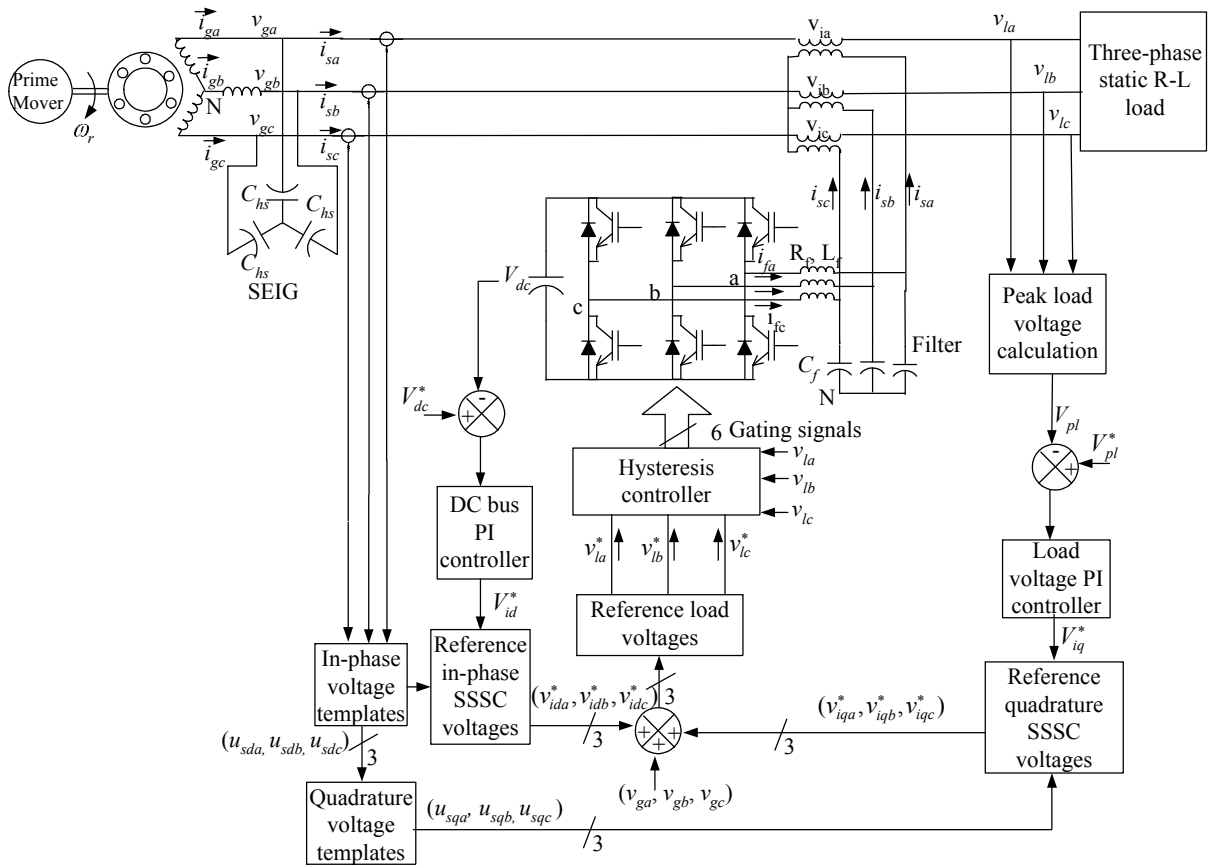 i_ga
v_ga
i_sa
v_ia
v_la
Three-phase
static R-L
load
Prime
Mover
ω_r
i_gb
N
v_gb
i_sb
v_ib
v_lb
v_gc
i_gc
i_sc
v_ic
v_lc
C_hs
C_hs
C_hs
SEIG
i_sc
i_sb
i_sa
V_dc
c
b
a
i_fa
R_f, L_f
i_fc
C_f
N
Filter
Peak load
voltage
calculation
V*_dc
-
+
6 Gating signals
Hysteresis
controller
v_la
v_lb
v_lc
V_pl
V*_pl
-
+
DC bus
PI
controller
v*_la
v*_lb
v*_lc
Load
voltage PI
controller
V*_id
Reference load
voltages
V*_iq
In-phase
voltage
templates
Reference
in-phase
SSSC
voltages
(v*_ida, v*_idb, v*_idc)
3
3
+
+
+
(v*_iqa, v*_iqb, v*_iqc)
3
Reference
quadrature
SSSC
voltages
(u_sda, u_sdb, u_sdc)
3
(v_ga, v_gb, v_gc)
Quadrature
voltage
templates
(u_sqa, u_sqb, u_sqc)
3